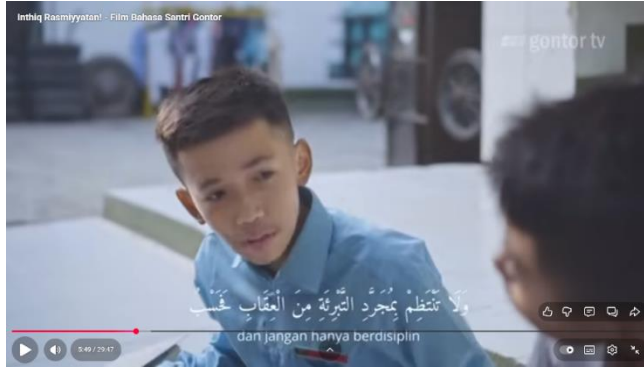 Inthiq Rasmiyyatan! - Film Bahasa Santri Gontor
gontor tv
وَلَا تَنْتَظِمْ بِمُجَرَّدِ التَّبْرِئَةِ مِنَ الْعِقَابِ فَحَسْبُ
dan jangan hanya berdisiplin
5:49 / 29:47